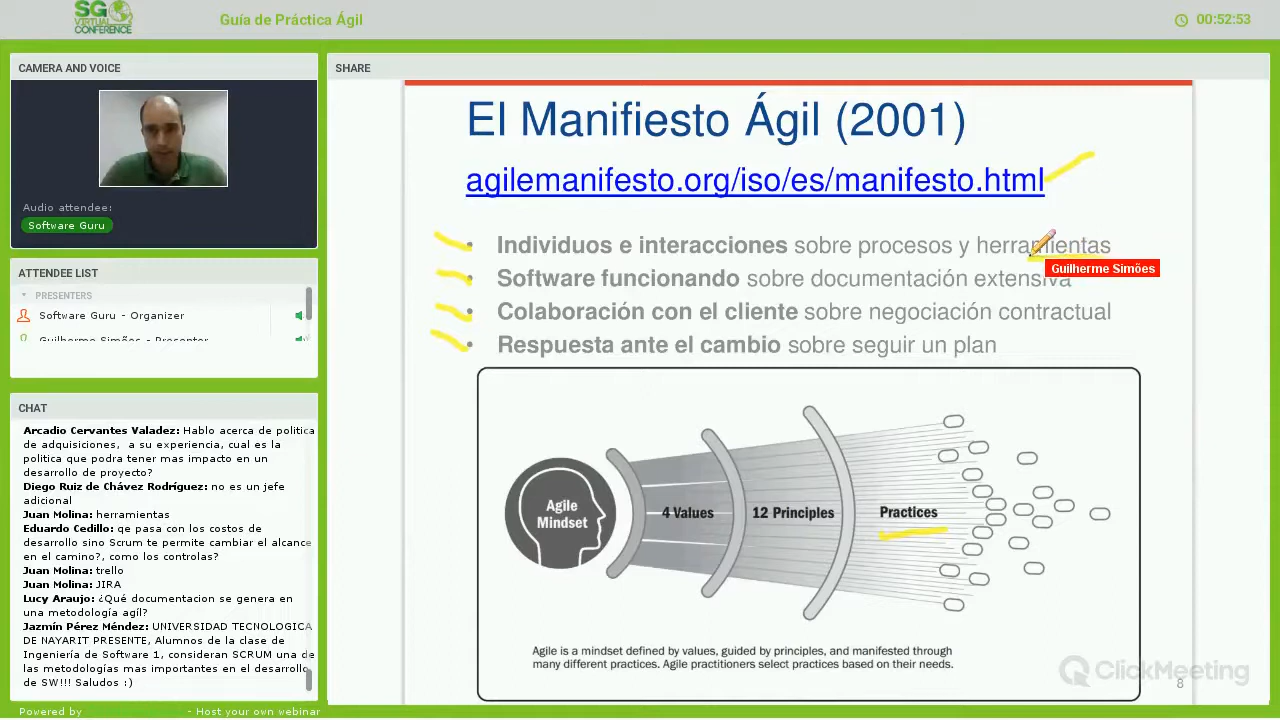 SG
VIRTUAL
CONFERENCE
Guía de Práctica Ágil
00:52:53
CAMERA AND VOICE
Audio attendee:
Software Guru
ATTENDEE LIST
PRESENTERS
Software Guru - Organizer
Guilherme Simões - Presenter
CHAT
Arcadio Cervantes Valadez: Hablo acerca de politica
de adquisiciones, a su experiencia, cual es la
politica que podra tener mas impacto en un
desarrollo de proyecto?
Diego Ruiz de Chávez Rodríguez: no es un jefe
adicional
Juan Molina: herramientas
Eduardo Cedillo: qe pasa con los costos de
desarrollo sino Scrum te permite cambiar el alcance
en el camino?, como los controlas?
Juan Molina: trello
Juan Molina: JIRA
Lucy Araujo: ¿Qué documentacion se genera en
una metodología agíl?
Jazmín Pérez Méndez: UNIVERSIDAD TECNOLOGICA
DE NAYARIT PRESENTE, Alumnos de la clase de
Ingeniería de Software 1, consideran SCRUM una de
las metodologías mas importantes en el desarrollo
de SW!!! Saludos :)
Powered by - Host your own webinar
SHARE
El Manifiesto Ágil (2001)
agilemanifesto.org/iso/es/manifesto.html
• Individuos e interacciones sobre procesos y herramientas
Guilherme Simões
• Software funcionando sobre documentación extensiva
• Colaboración con el cliente sobre negociación contractual
• Respuesta ante el cambio sobre seguir un plan
Agile
Mindset
4 Values
12 Principles
Practices
Agile is a mindset defined by values, guided by principles, and manifested through
many different practices. Agile practitioners select practices based on their needs.
ClickMeeting
8